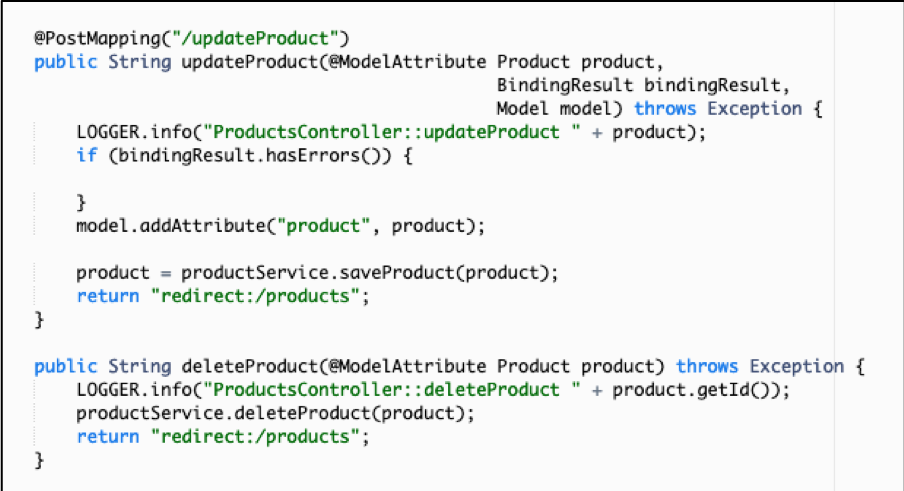 @PostMapping("/updateProduct")
public String updateProduct(@ModelAttribute Product product,
BindingResult bindingResult,
Model model) throws Exception {
LOGGER.info("ProductsController::updateProduct " + product);
if (bindingResult.hasErrors()) {
}
model.addAttribute("product", product);
product = productService.saveProduct(product);
return "redirect:/products";
}
public String deleteProduct(@ModelAttribute Product product) throws Exception {
LOGGER.info("ProductsController::deleteProduct " + product.getId());
productService.deleteProduct(product);
return "redirect:/products";
}